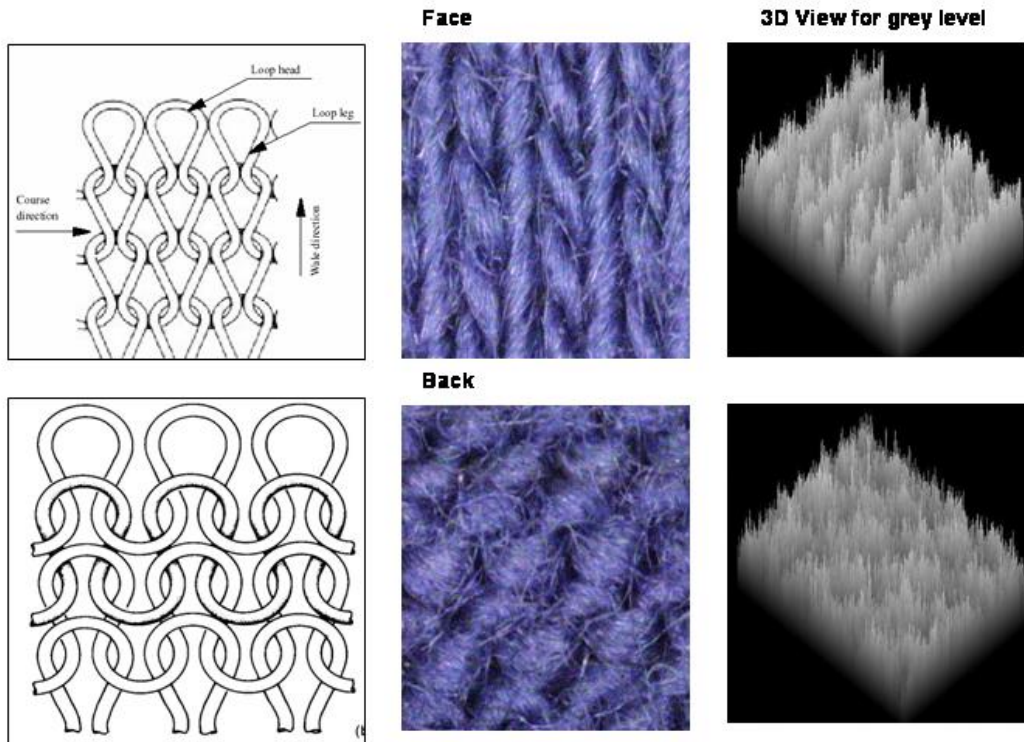 Face
3D View for grey level
Loop head
Loop leg
Course
direction
Wale direction
Back
(b